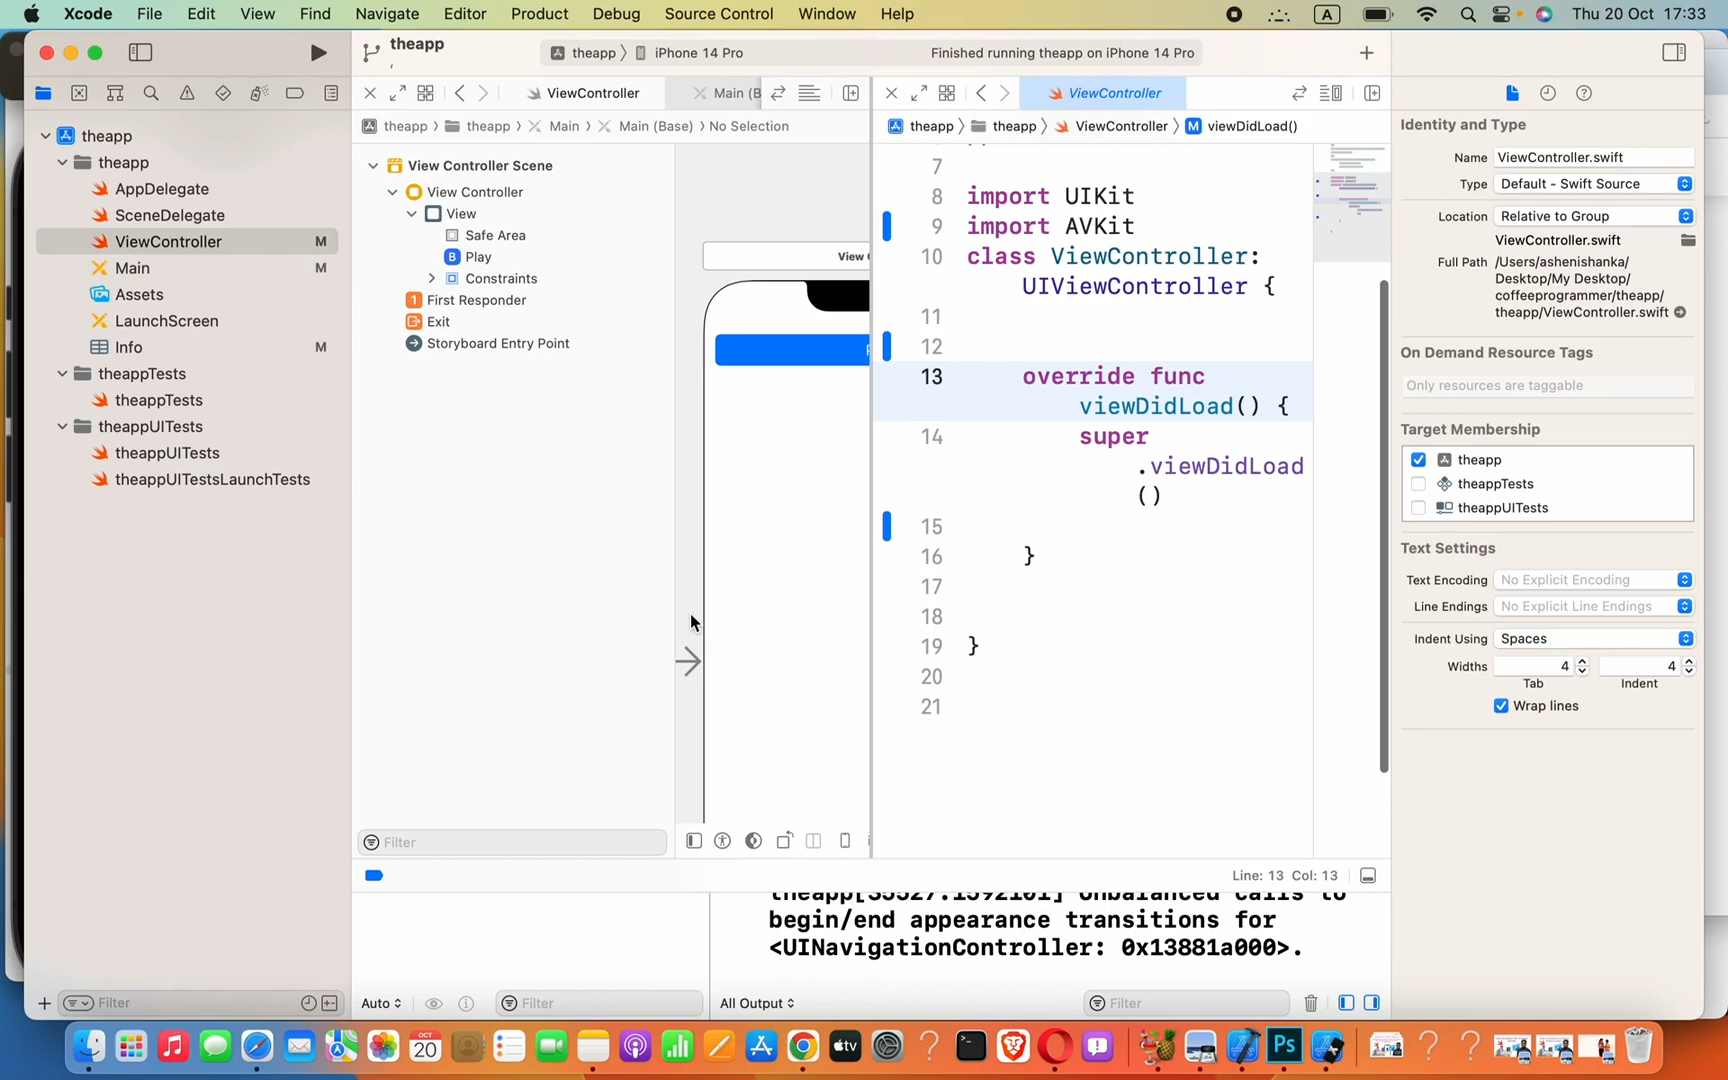 Xcode File Edit View Find Navigate Editor Product Debug Source Control Window Help A Thu 20 Oct 17:33
theapp
theapp iPhone 14 Pro
Finished running theapp on iPhone 14 Pro
ViewController
Main (B
ViewController
theapp theapp Main Main (Base) No Selection
theapp theapp ViewController M viewDidLoad()
theapp
theapp
AppDelegate
SceneDelegate
ViewController M
Main M
Assets
LaunchScreen
Info M
theappTests
theappTests
theappUITests
theappUITests
theappUITestsLaunchTests
Filter
View Controller Scene
View Controller
View
Safe Area
B Play
Constraints
1 First Responder
Exit
Storyboard Entry Point
Filter
View
7
8 import UIKit
9 import AVKit
10 class ViewController:
UIViewController {
11
12
13 override func
viewDidLoad() {
14 super
.viewDidLoad
()
15
16 }
17
18
19 }
20
21
Line: 13 Col: 13
begin/end appearance transitions for
<UINavigationController: 0x13881a000>.
Auto
Filter
All Output
Filter
Identity and Type
Name ViewController.swift
Type Default - Swift Source
Location Relative to Group
ViewController.swift
Full Path /Users/ashenishanka/
Desktop/My Desktop/
coffeeprogrammer/theapp/
theapp/ViewController.swift
On Demand Resource Tags
Only resources are taggable
Target Membership
theapp
theappTests
theappUITests
Text Settings
Text Encoding No Explicit Encoding
Line Endings No Explicit Line Endings
Indent Using Spaces
Widths 4 4
Tab Indent
Wrap lines
OCT
20
tv
Ps